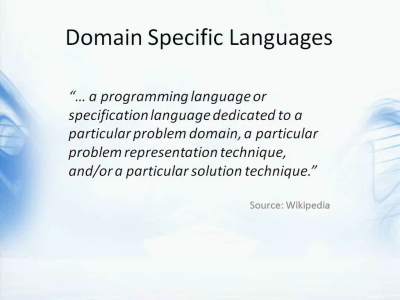 Domain Specific Languages
“… a programming language or
specification language dedicated to a
particular problem domain, a particular
problem representation technique,
and/or a particular solution technique.”
Source: Wikipedia